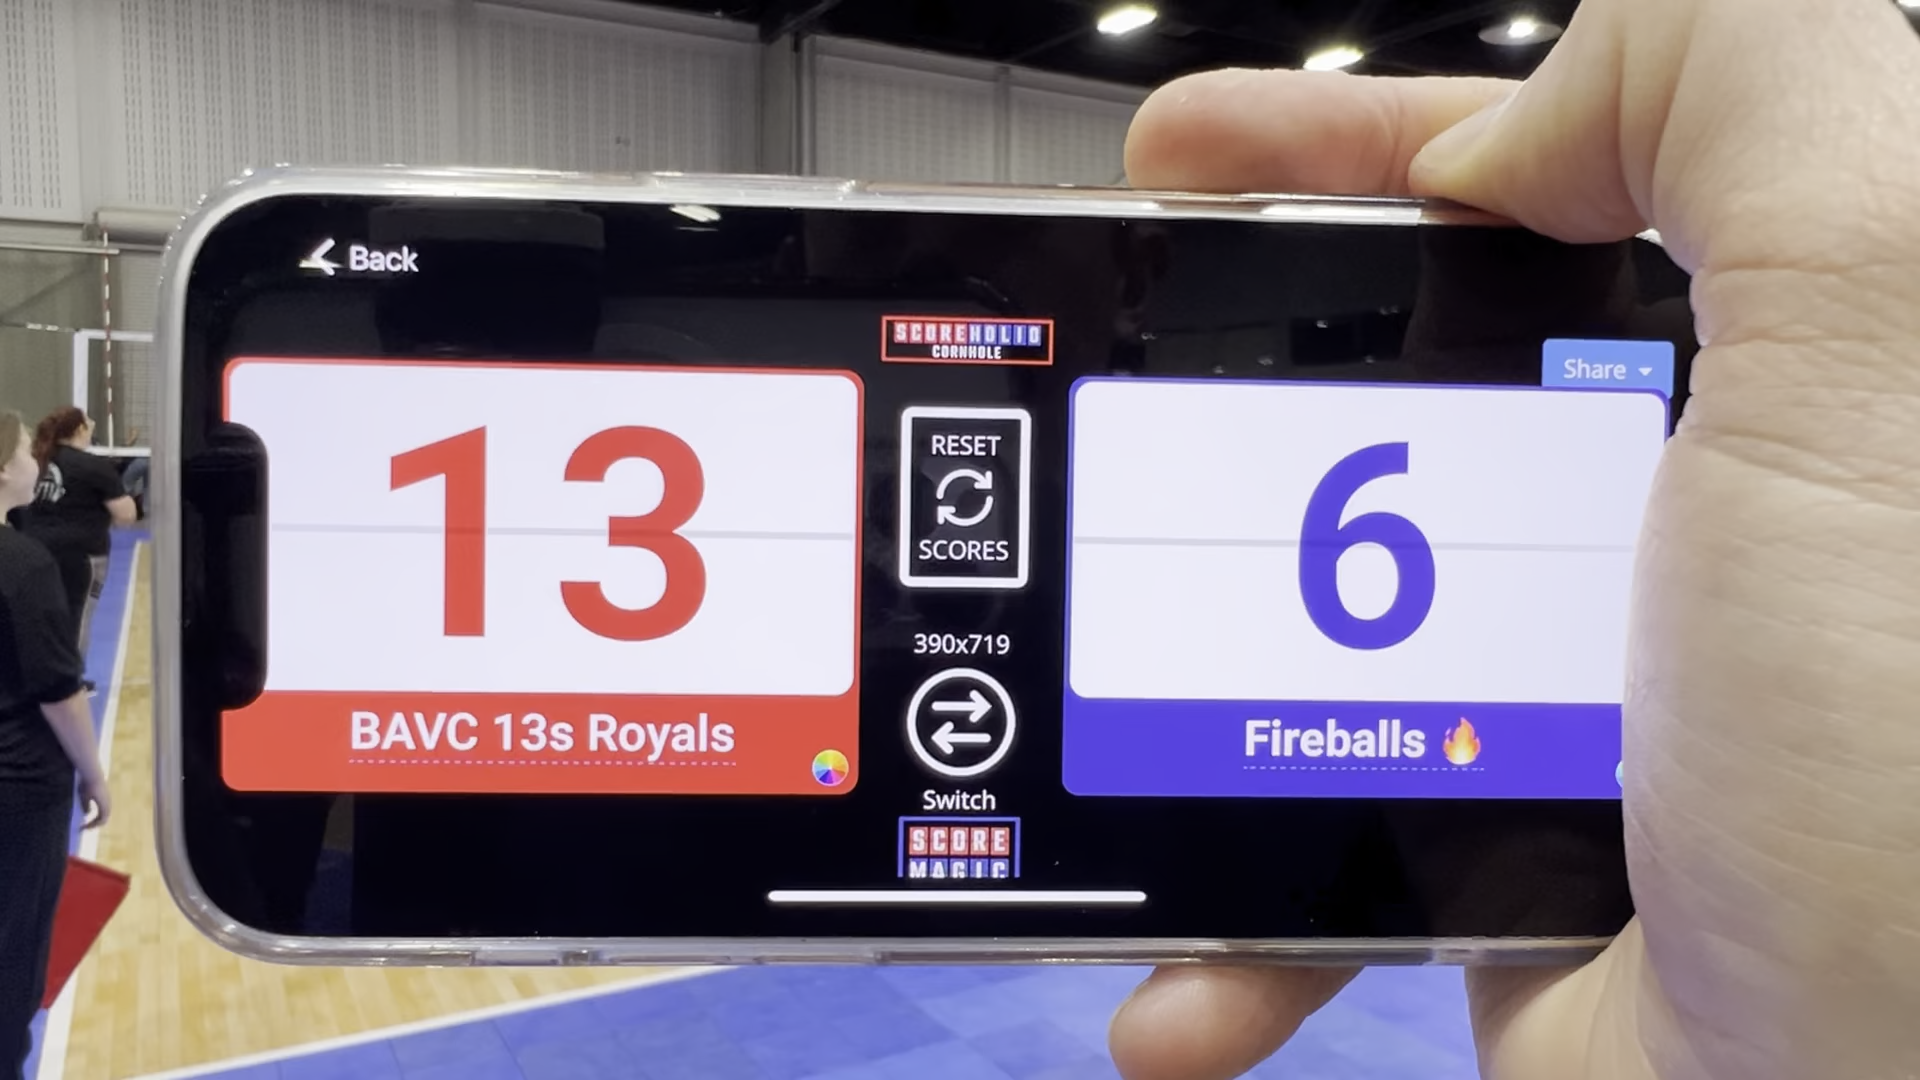 Back
SCOREHOLIO
CORNHOLE
Share
13
RESET
SCORES
6
390x719
BAVC 13s Royals
Fireballs 🔥
Switch
SCORE
MAGIC